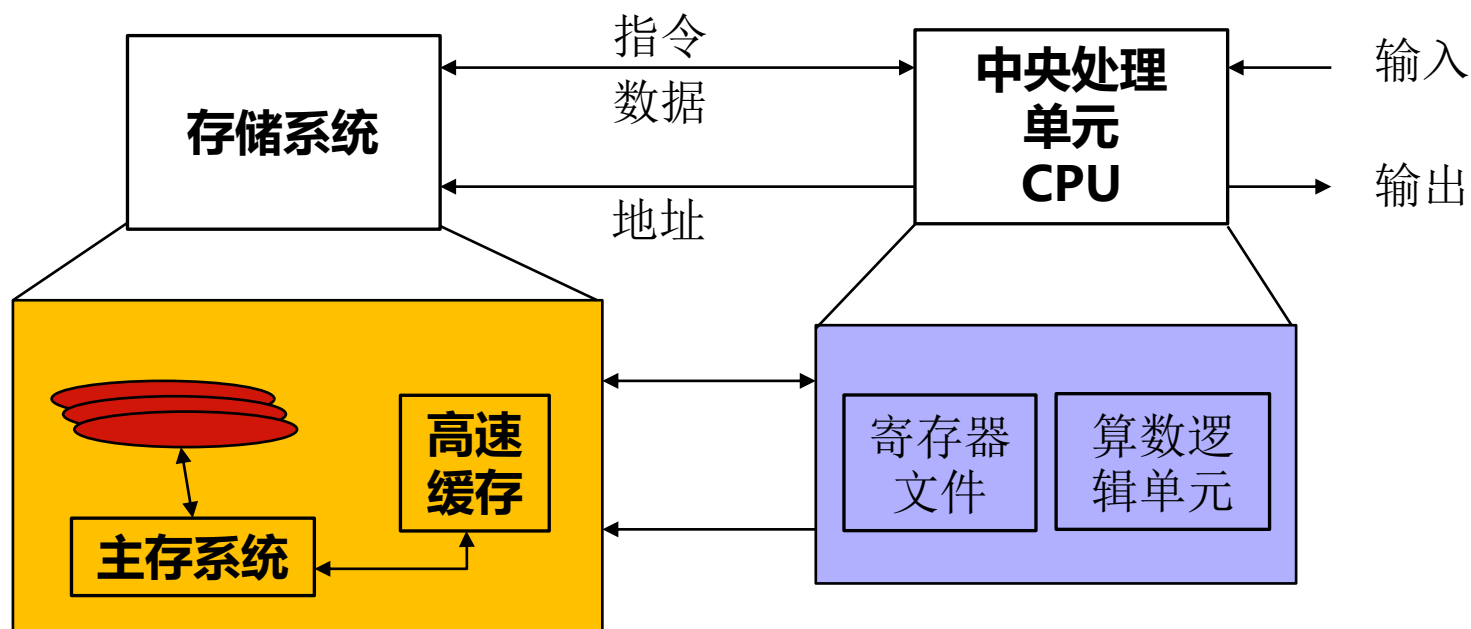 指令
数据
地址
存储系统
中央处理
单元
CPU
输入
输出
高速
缓存
主存系统
寄存器
文件
算数逻
辑单元